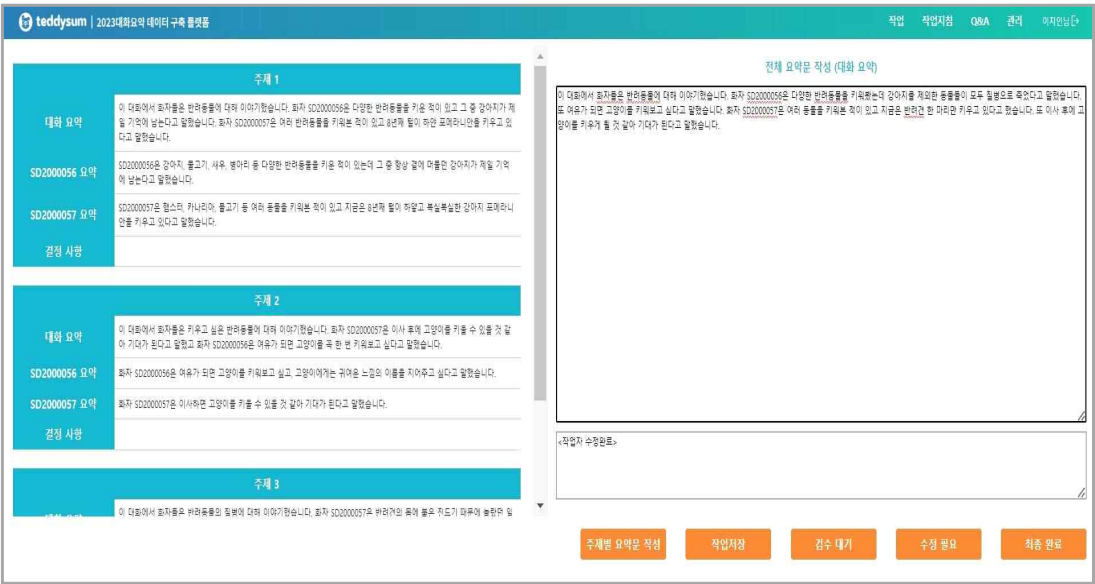 teddysum | 2023대화요약 데이터 구축 플랫폼
작업 작업지침 Q&A 관리 이지인님
주제 1
대화 요약
이 대화에서 화자들은 반려동물에 대해 이야기했습니다. 화자 SD2000056은 다양한 반려동물을 키운 적이 있고 그 중 강아지가 제
일 기억에 남는다고 말했습니다. 화자 SD2000057은 여러 반려동물을 키워본 적이 있고 8년째 털이 하얀 포메라니안을 키우고 있
다고 말했습니다.
SD2000056 요약
SD2000056은 강아지, 물고기, 새우, 병아리 등 다양한 반려동물을 키운 적이 있는데 그 중 항상 곁에 머물던 강아지가 제일 기억
에 남는다고 말했습니다.
SD2000057 요약
SD2000057은 햄스터, 카나리아, 물고기 등 여러 동물을 키워본 적이 있고 지금은 8년째 털이 하얗고 복실복실한 강아지 포메라니
안을 키우고 있다고 말했습니다.
결정 사항
주제 2
대화 요약
이 대화에서 화자들은 키우고 싶은 반려동물에 대해 이야기했습니다. 화자 SD2000057은 이사 후에 고양이를 키울 수 있을 것 같
아 기대가 된다고 말했고 화자 SD2000056은 여유가 되면 고양이를 꼭 한 번 키워보고 싶다고 말했습니다.
SD2000056 요약
화자 SD2000056은 여유가 되면 고양이를 키워보고 싶고, 고양이에게는 귀여운 느낌의 이름을 지어주고 싶다고 말했습니다.
SD2000057 요약
화자 SD2000057은 이사하면 고양이를 키울 수 있을 것 같아 기대가 된다고 말했습니다.
결정 사항
주제 3
이 대화에서 화자들은 반려동물의 질병에 대해 이야기했습니다. 화자 SD2000057은 반려견의 몸에 붙은 진드기 때문에 놀랐던 일
전체 요약문 작성 (대화 요약)
이 대화에서 화자들은 반려동물에 대해 이야기했습니다. 화자 SD2000056은 다양한 반려동물을 키워봤는데 강아지를 제외한 동물들이 모두 질병으로 죽었다고 말했습니다.
또 여유가 되면 고양이를 키워보고 싶다고 말했습니다. 화자 SD2000057은 여러 동물을 키워본 적이 있고 지금은 반려견 한 마리만 키우고 있다고 했습니다. 또 이사 후에 고
양이를 키우게 될 것 같아 기대가 된다고 말했습니다.
<작업자 수정완료>
주제별 요약문 작성 작업저장 검수 대기 수정 필요 최종 완료